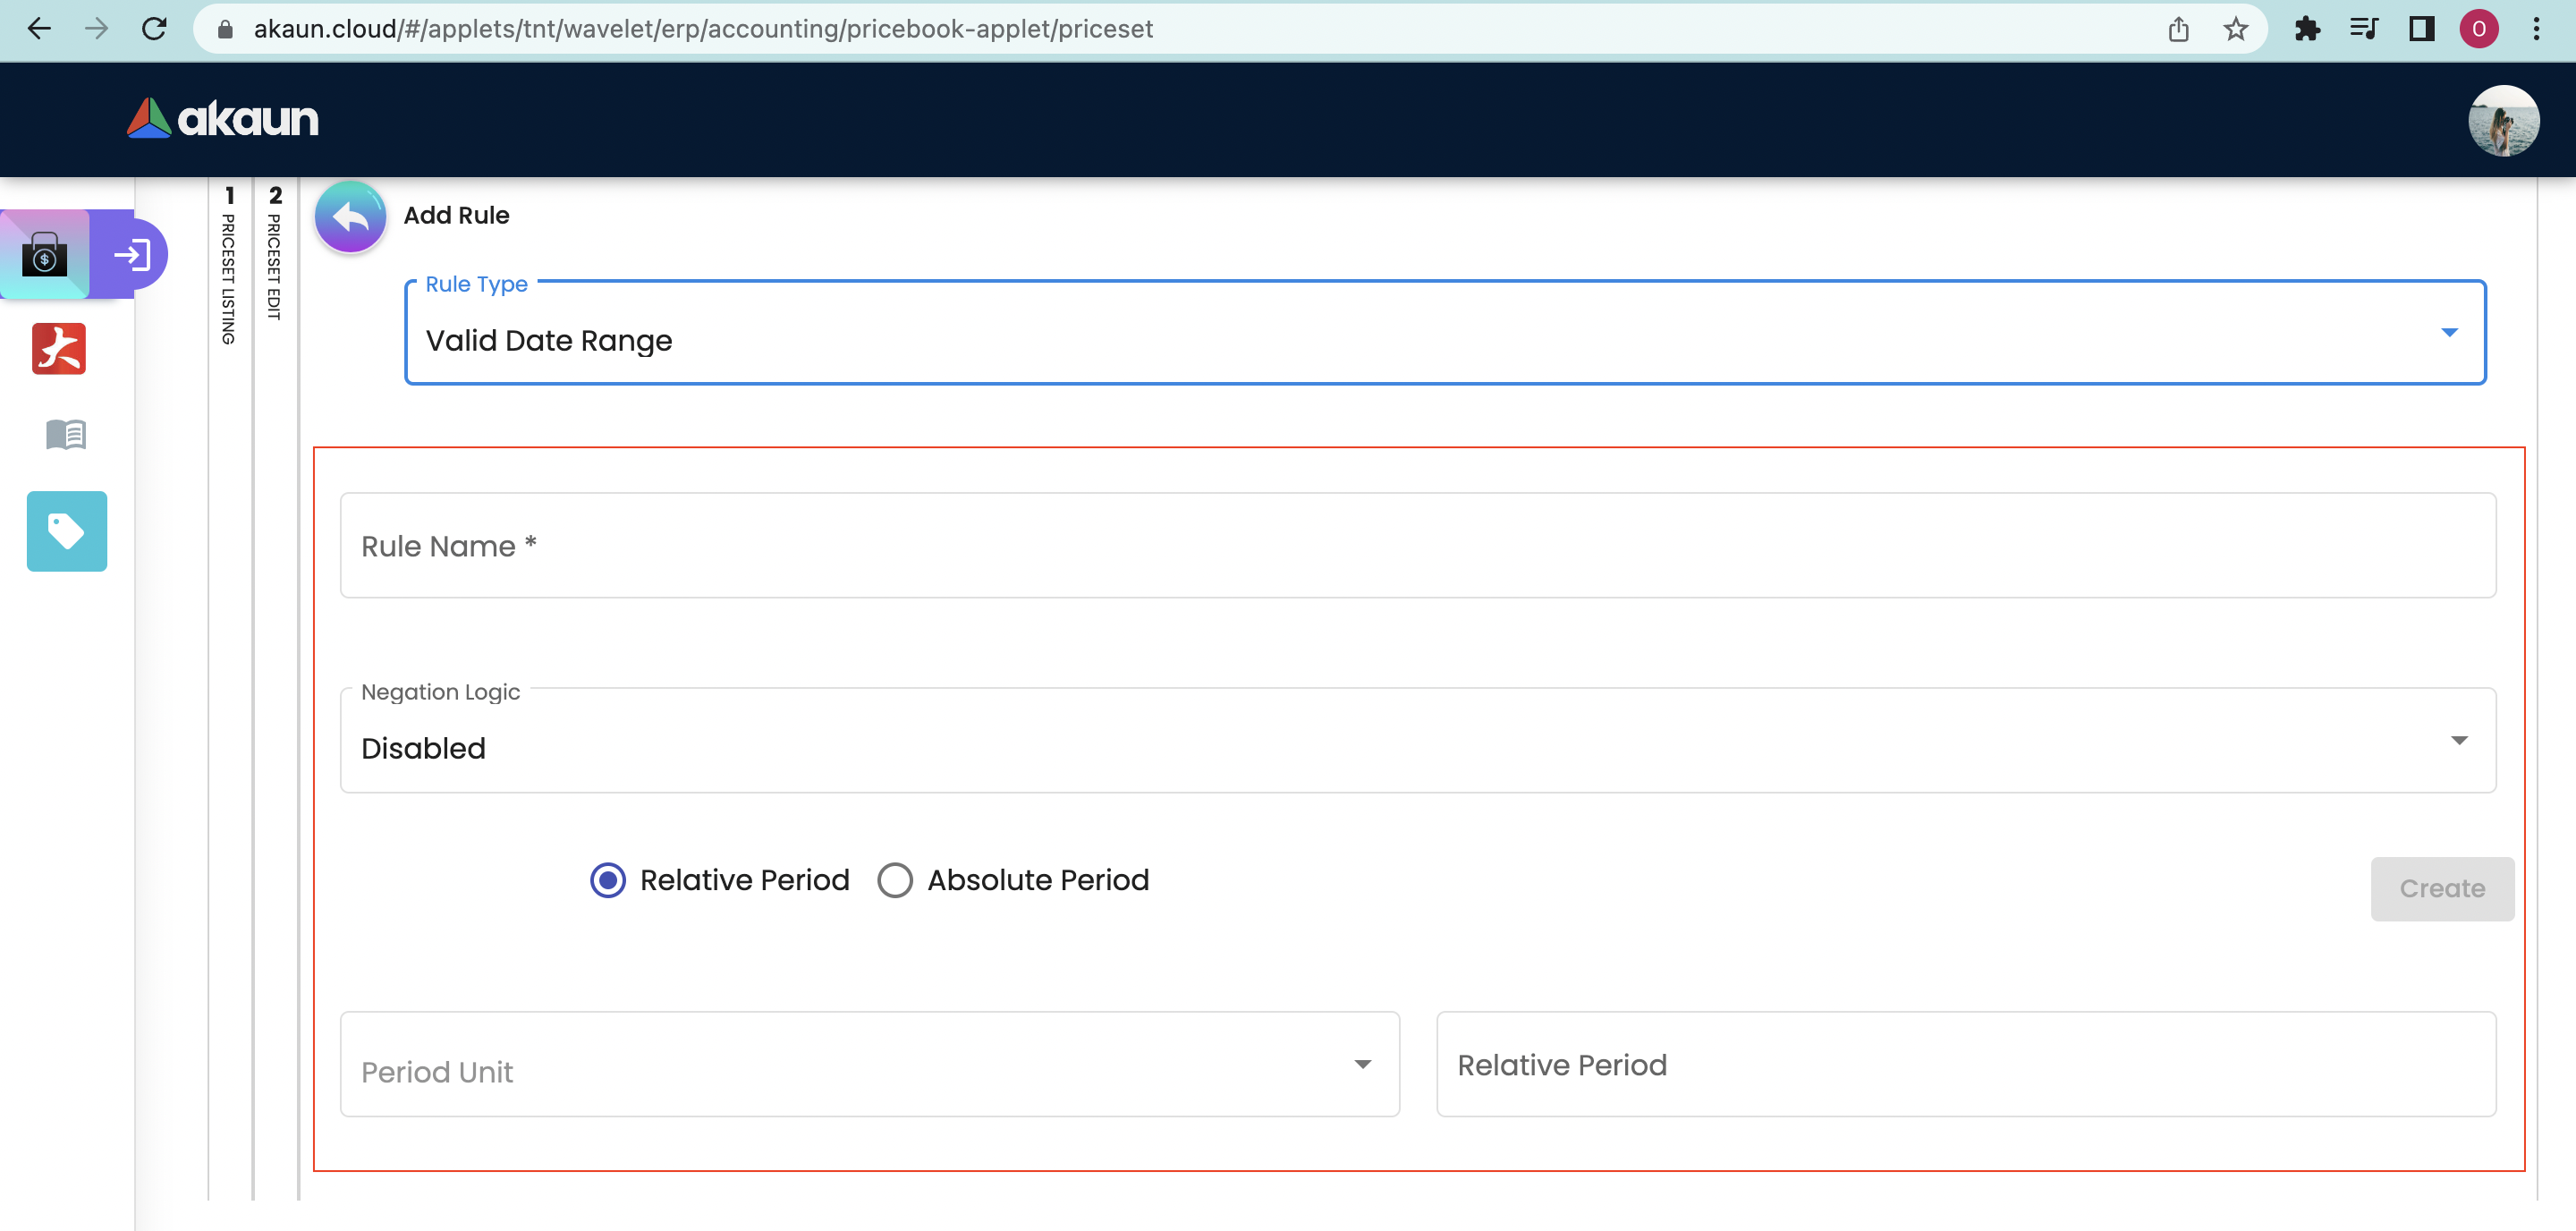 akaun.cloud/#/applets/tnt/wavelet/erp/accounting/pricebook-applet/priceset
O
akaun
1 PRICESET LISTING
2 PRICESET EDIT
Add Rule
Rule Type
Valid Date Range
$
Rule Name *
Negation Logic
Disabled
Relative Period
Absolute Period
Create
Period Unit
Relative Period